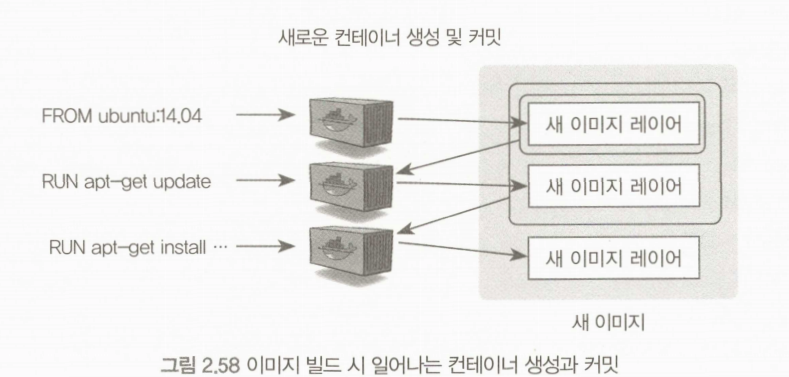 새로운 컨테이너 생성 및 커밋
FROM ubuntu:14.04
새 이미지 레이어
RUN apt-get update
새 이미지 레이어
RUN apt-get install ···
새 이미지 레이어
새 이미지
그림 2.58 이미지 빌드 시 일어나는 컨테이너 생성과 커밋